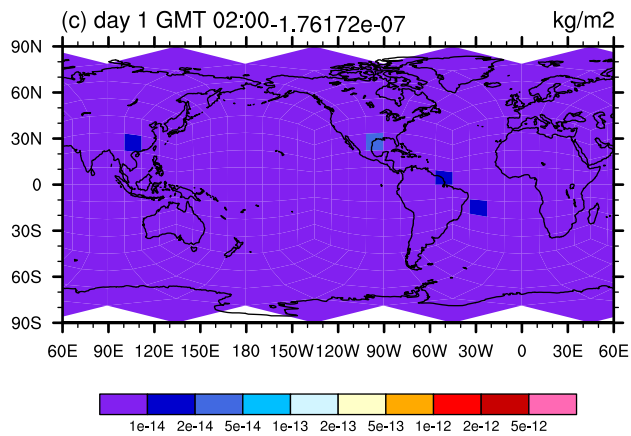 (c) day 1 GMT 02:00-1.76172e-07 kg/m2
90N
60N
30N
0
30S
60S
90S
60E 90E 120E 150E 180 150W 120W 90W 60W 30W 0 30E 60E
1e-14 2e-14 5e-14 1e-13 2e-13 5e-13 1e-12 2e-12 5e-12